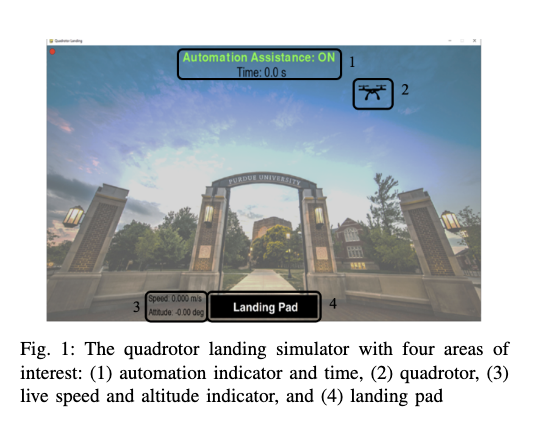 Quadrotor Landing
Automation Assistance: ON
Time: 0.0 s
1
2
PURDUE UNIVERSITY
3
Speed: 0.000 m/s
Attitude: -0.00 deg
Landing Pad
4
Fig. 1: The quadrotor landing simulator with four areas of
interest: (1) automation indicator and time, (2) quadrotor, (3)
live speed and altitude indicator, and (4) landing pad